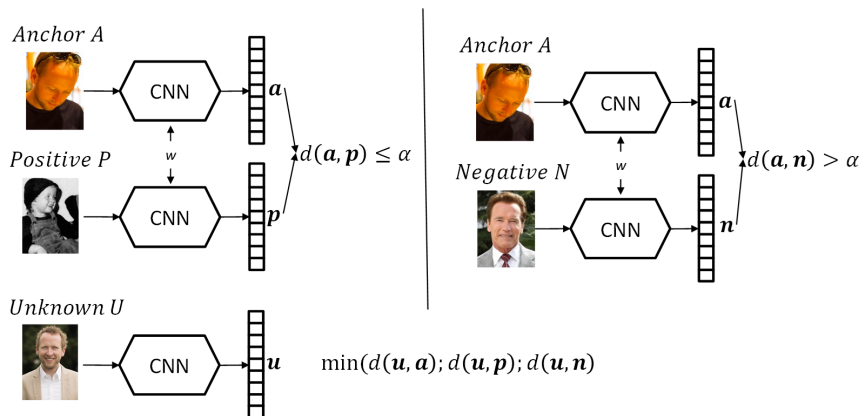 Anchor A
CNN
a
w
d(a, p) ≤ α
Positive P
CNN
p
Anchor A
CNN
a
w
d(a, n) > α
Negative N
CNN
n
Unknown U
CNN
u
min(d(u, a); d(u, p); d(u, n)